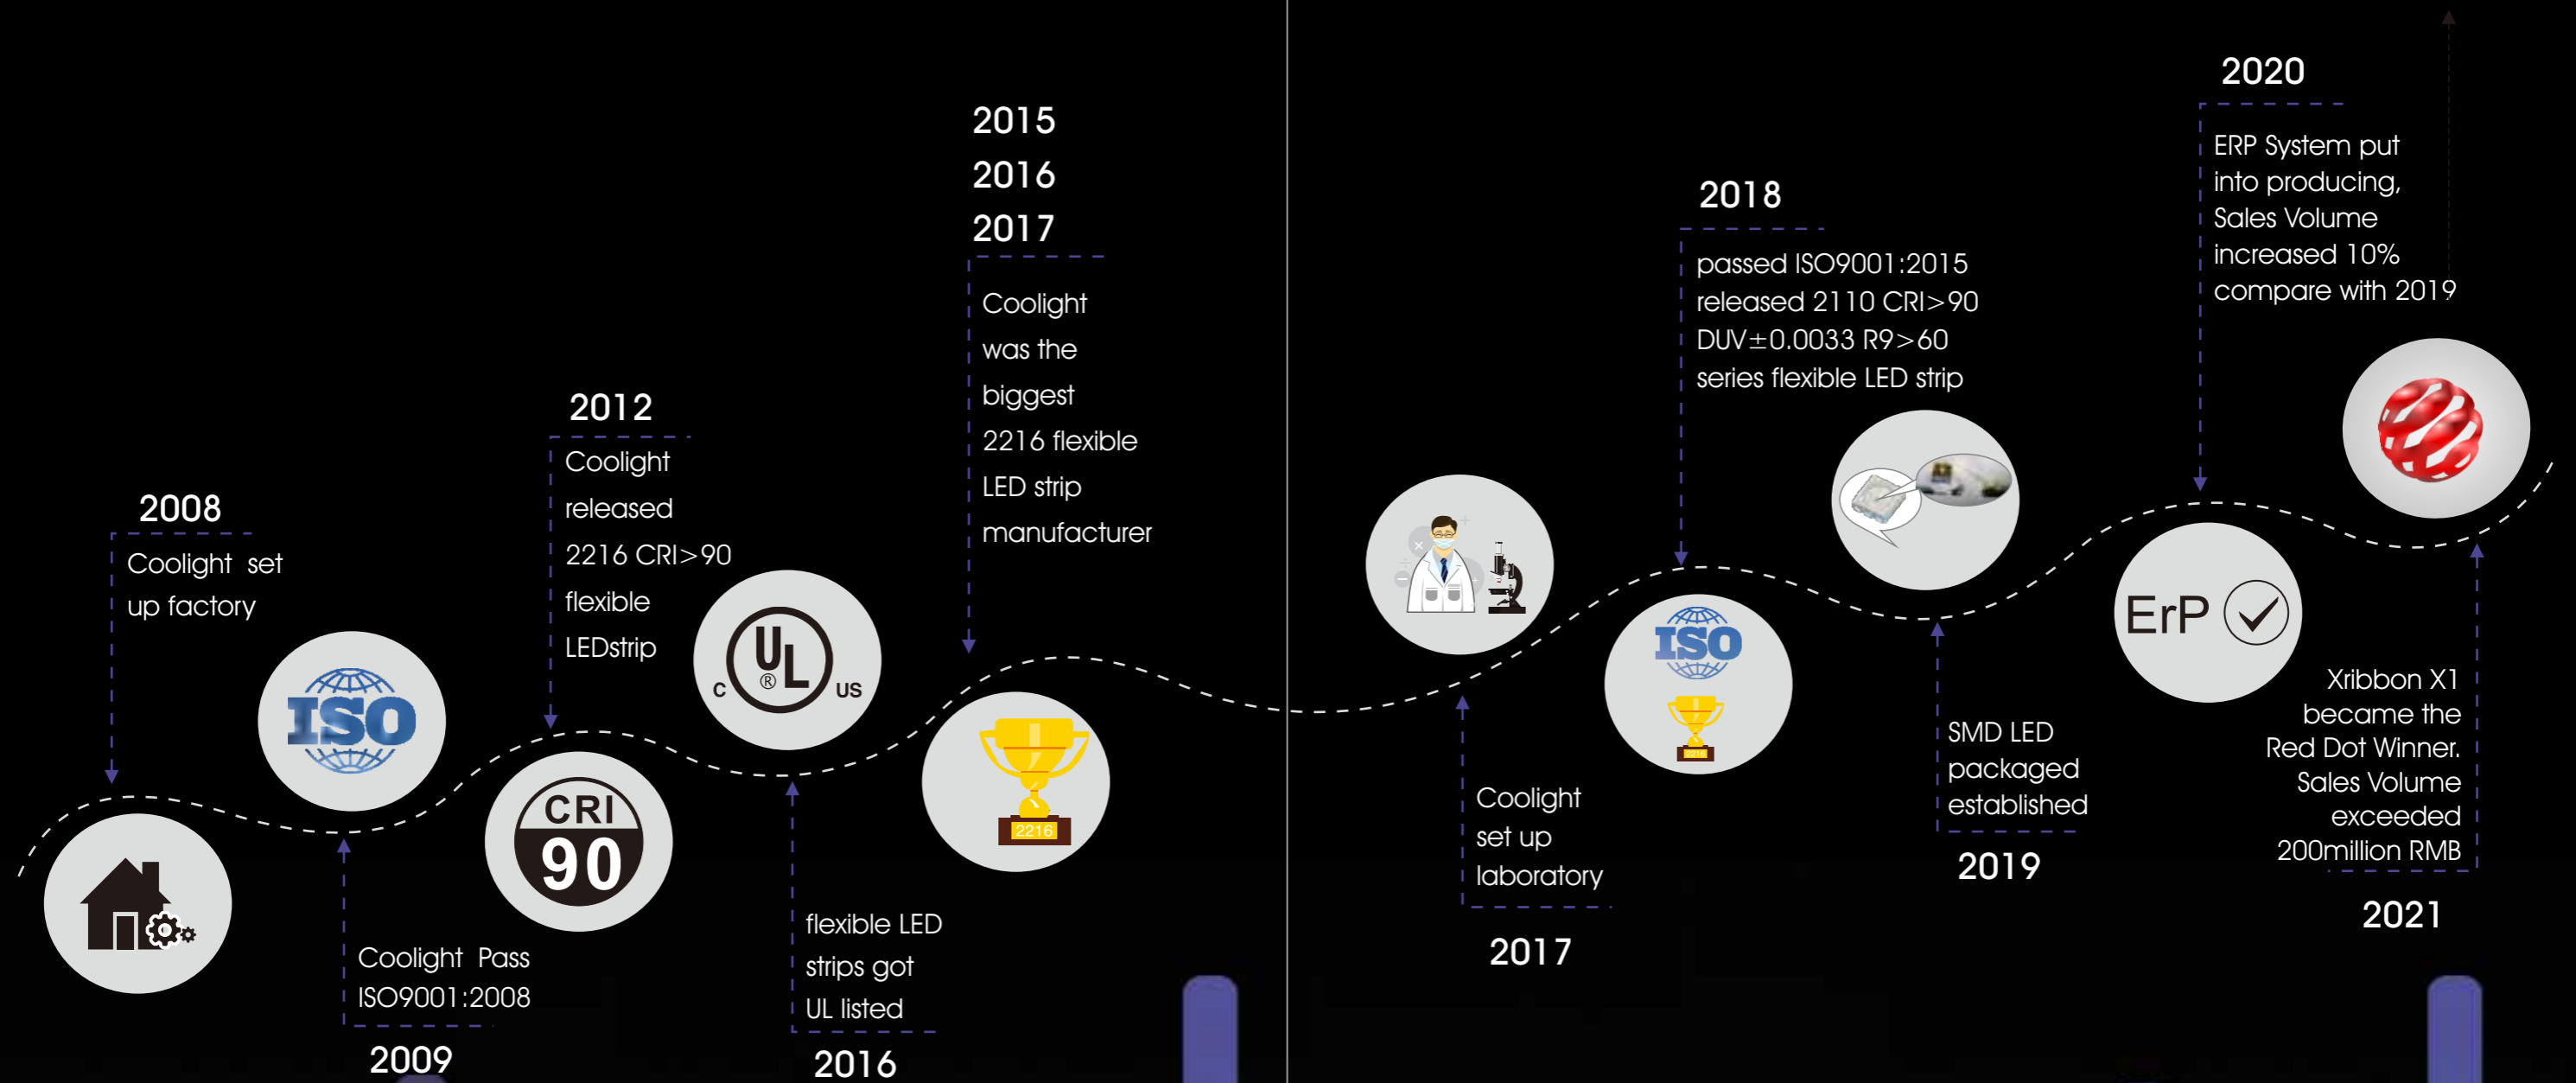 2008
Coolight set
up factory
ISO
Coolight Pass
ISO9001:2008
2009
2012
Coolight
released
2216 CRI>90
flexible
LEDstrip
CRI
90
C UL ® US
flexible LED
strips got
UL listed
2016
2015
2016
2017
Coolight
was the
biggest
2216 flexible
LED strip
manufacturer
2216
Coolight
set up
laboratory
2017
2018
passed ISO9001:2015
released 2110 CRI>90
DUV±0.0033 R9>60
series flexible LED strip
ISO
2216
SMD LED
packaged
established
2019
2020
ERP System put
into producing,
Sales Volume
increased 10%
compare with 2019
ErP
Xribbon X1
became the
Red Dot Winner.
Sales Volume
exceeded
200million RMB
2021